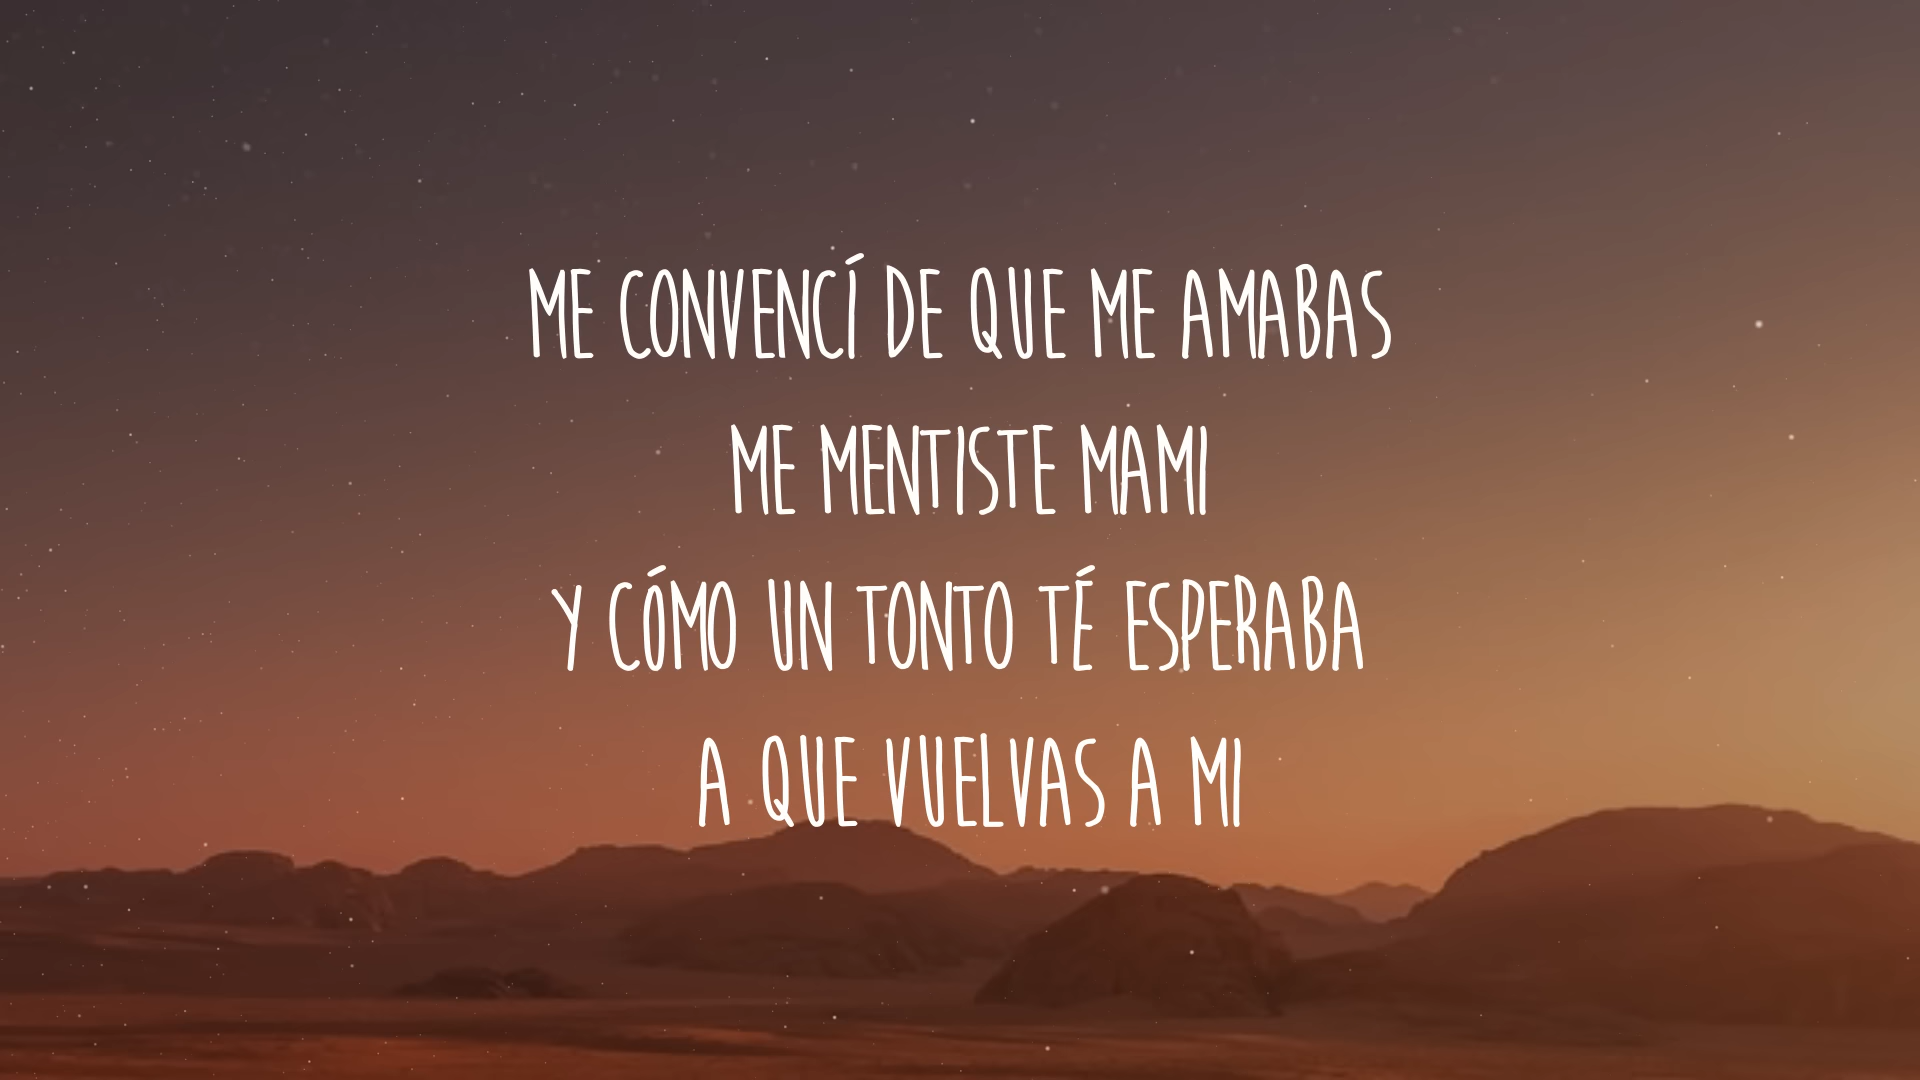 ME CONVENCÍ DE QUE ME AMABAS
ME MENTISTE MAMI
Y CÓMO UN TONTO TÉ ESPERABA
A QUE VUELVAS A MI